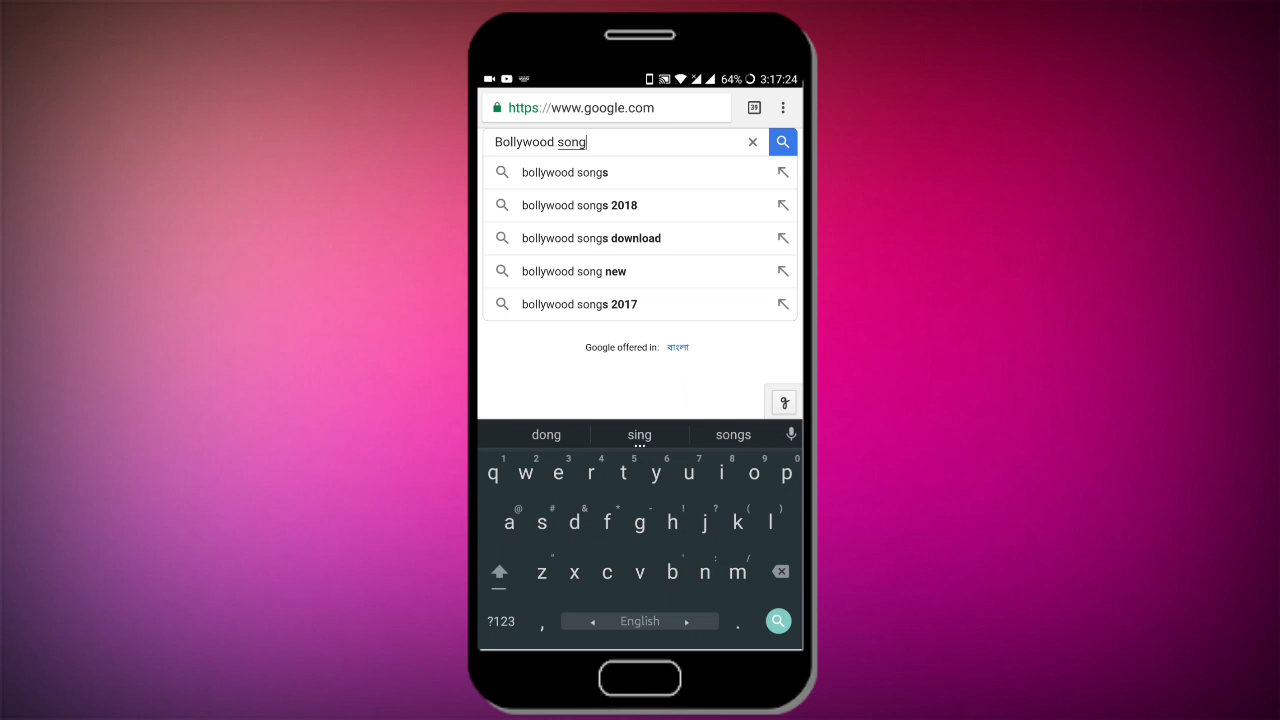 64% 3:17:24
https://www.google.com 39
Bollywood song
bollywood songs
bollywood songs 2018
bollywood songs download
bollywood song new
bollywood songs 2017
Google offered in: বাংলা
dong sing songs
1 2 3 4 5 6 7 8 9 0
q w e r t y u i o p
@ # & * - ! ? ( )
a s d f g h j k l
" ' : /
z x c v b n m
?123 , English .